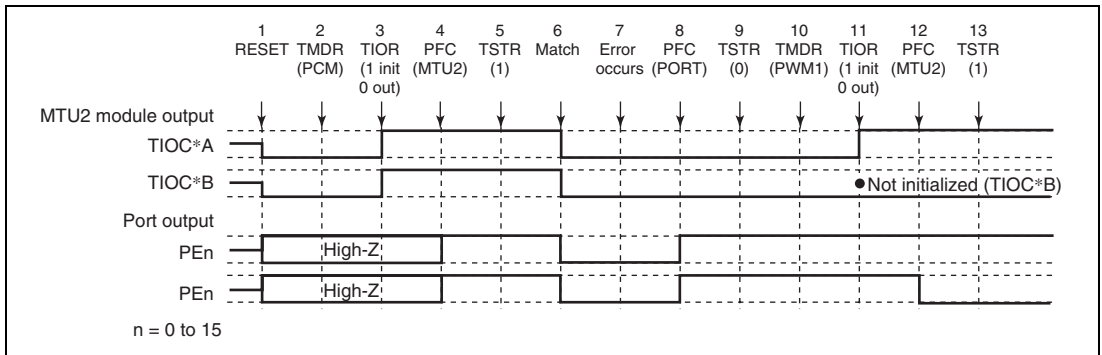 1 2 3 4 5 6 7 8 9 10 11 12 13
RESET TMDR TIOR PFC TSTR Match Error PFC TSTR TMDR TIOR PFC TSTR
(PCM) (1 init (MTU2) (1) occurs (PORT) (0) (PWM1) (1 init (MTU2) (1)
0 out) 0 out)
MTU2 module output
TIOC*A
TIOC*B
●Not initialized (TIOC*B)
Port output
PEn
High-Z
PEn
High-Z
n = 0 to 15